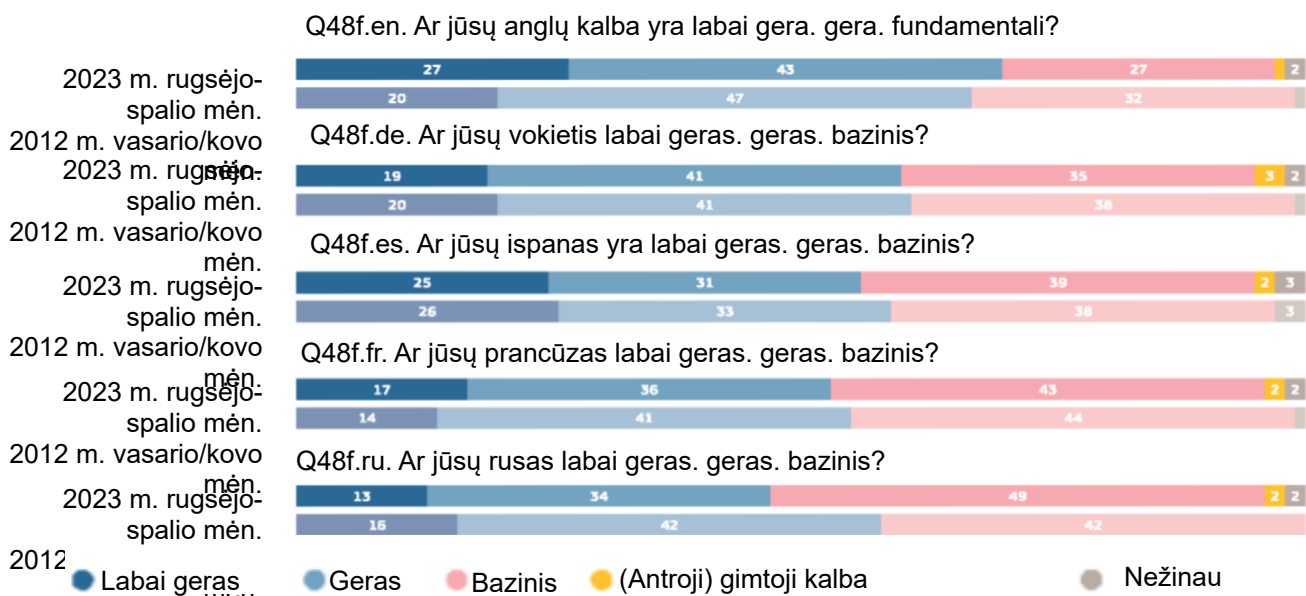 Q48f.en. Ar jūsų anglų kalba yra labai gera. gera. fundamentali?
2023 m. rugsėjo-
spalio mėn.
27 43 27 2
20 47 32
2012 m. vasario/kovo
mėn.
Q48f.de. Ar jūsų vokietis labai geras. geras. bazinis?
2023 m. rugsėjo-
spalio mėn.
19 41 35 3 2
20 41 38
2012 m. vasario/kovo
mėn.
Q48f.es. Ar jūsų ispanas yra labai geras. geras. bazinis?
2023 m. rugsėjo-
spalio mėn.
25 31 39 2 3
26 33 38 3
2012 m. vasario/kovo
mėn.
Q48f.fr. Ar jūsų prancūzas labai geras. geras. bazinis?
2023 m. rugsėjo-
spalio mėn.
17 36 43 2 2
14 41 44
2012 m. vasario/kovo
mėn.
Q48f.ru. Ar jūsų rusas labai geras. geras. bazinis?
2023 m. rugsėjo-
spalio mėn.
13 34 49 2 2
16 42 42
2012
Labai geras Geras Bazinis (Antroji) gimtoji kalba Nežinau